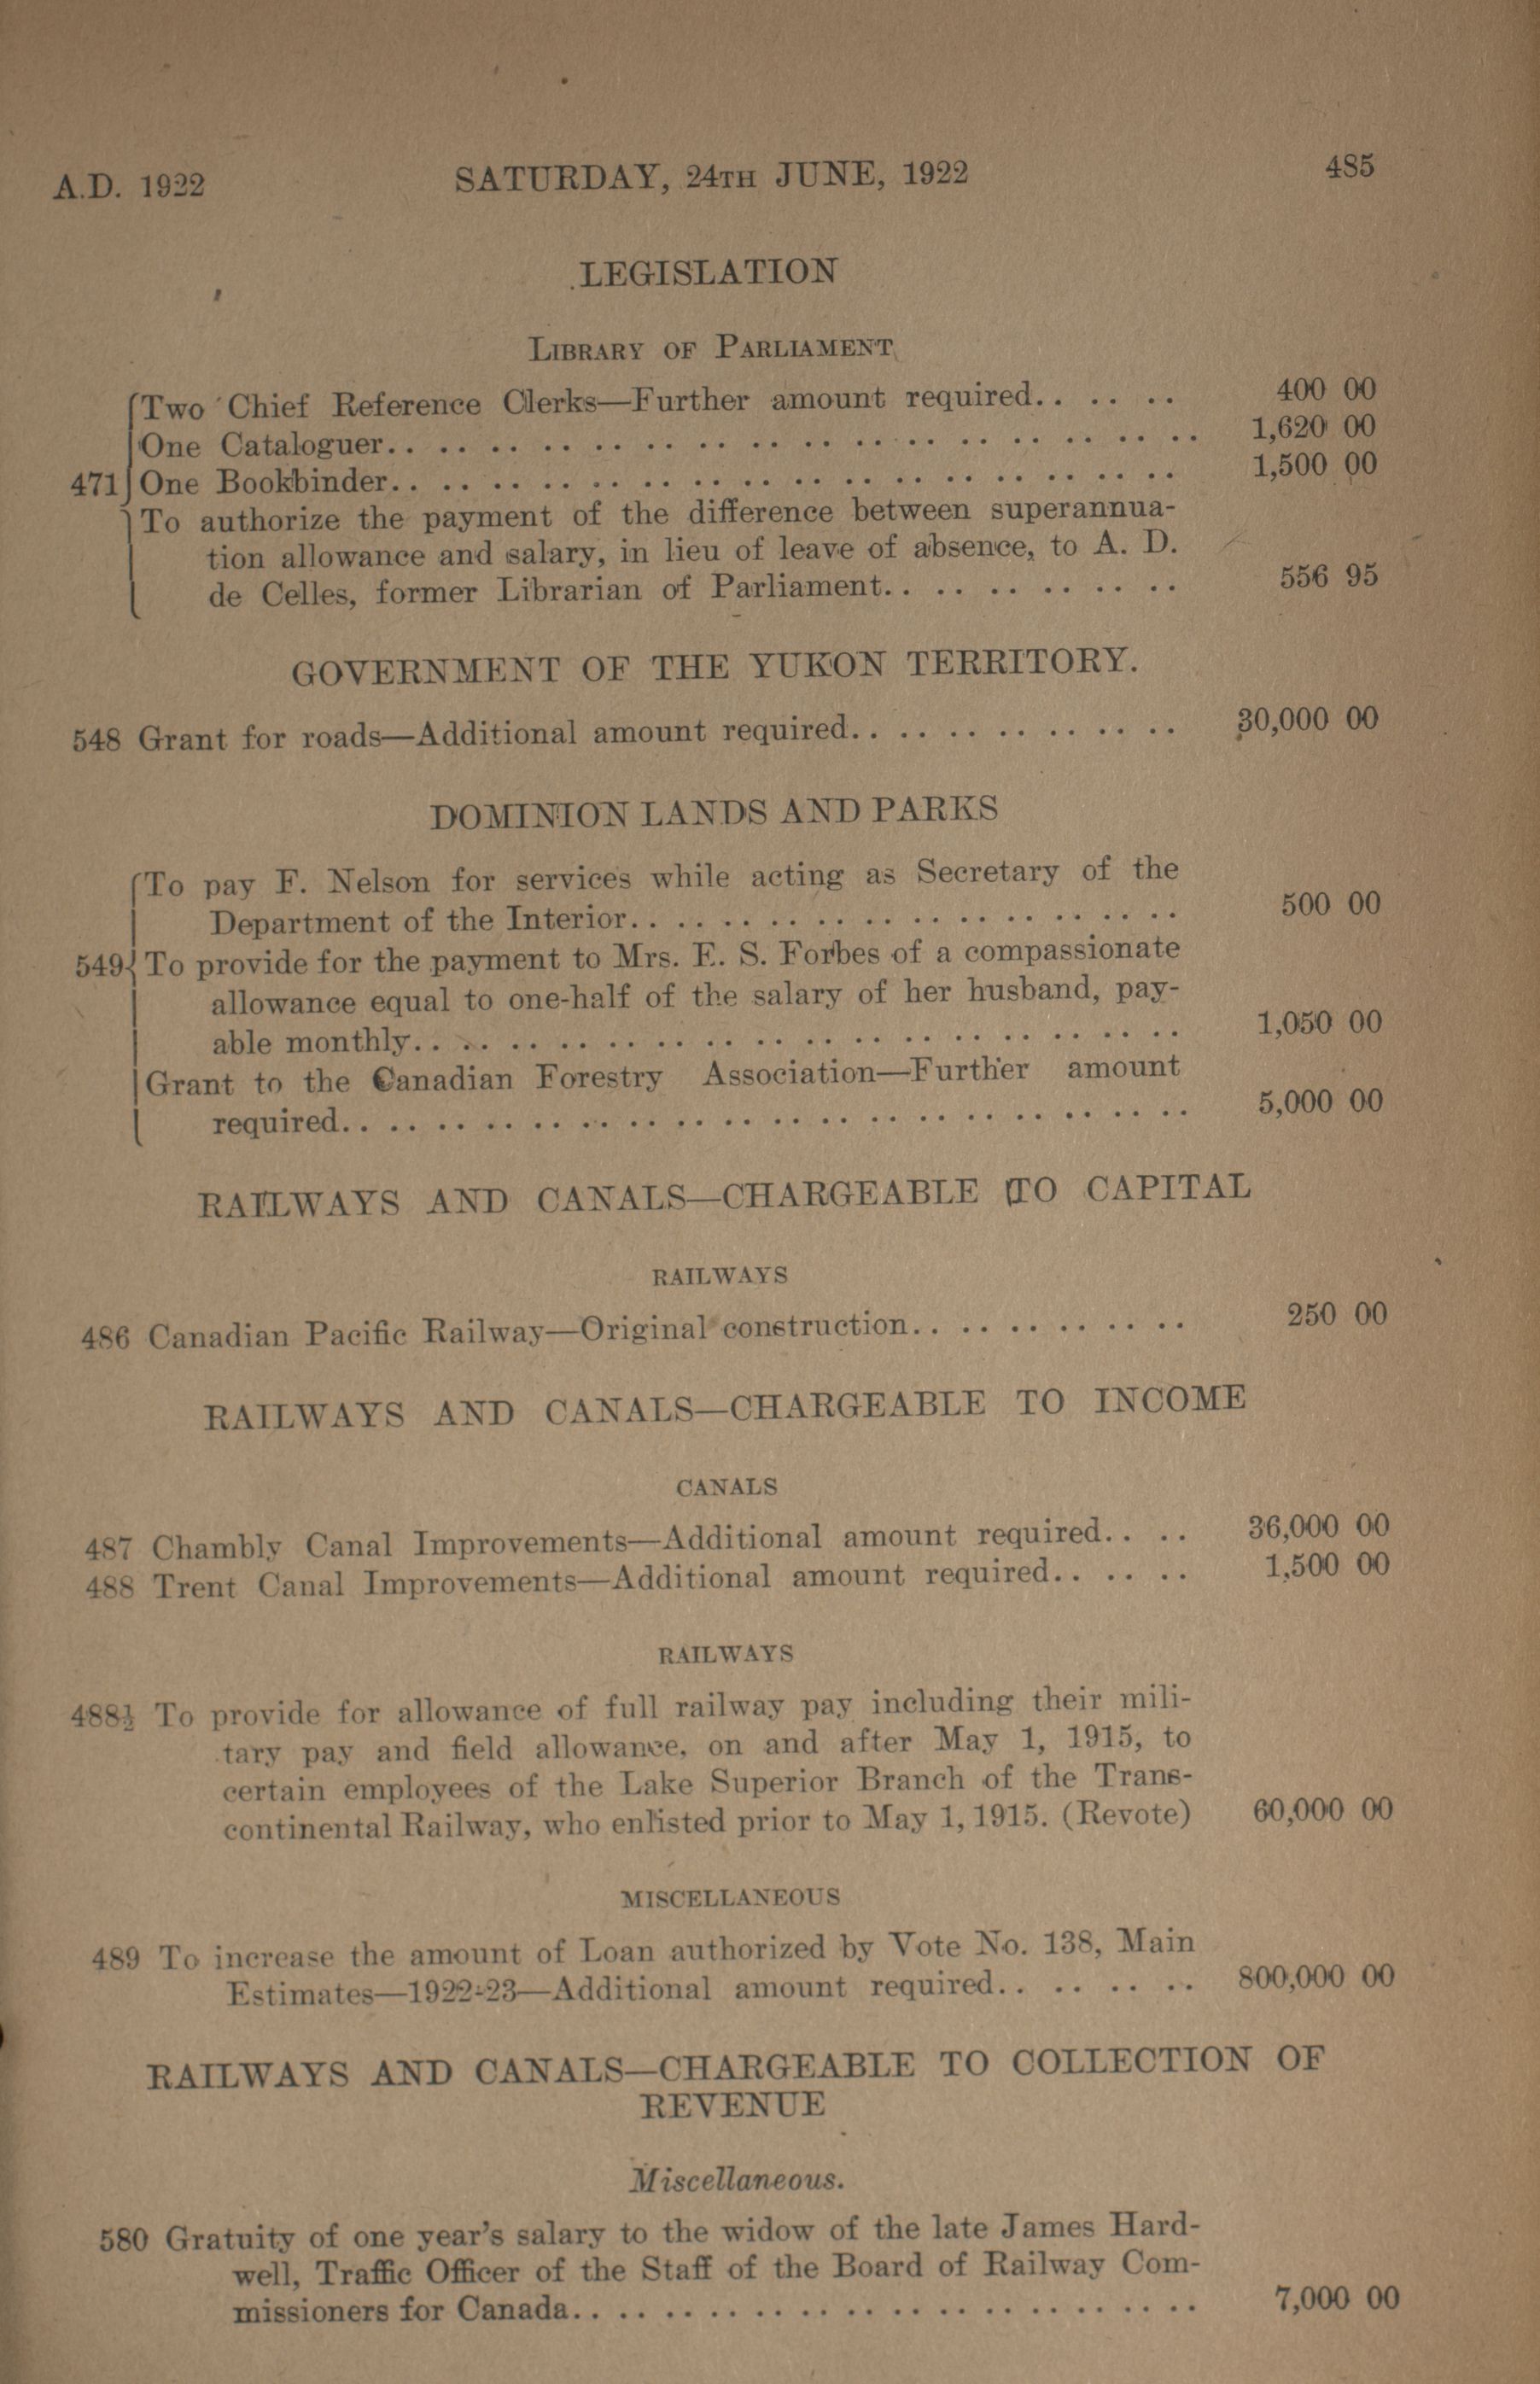 A.D. 1922 SATURDAY, 24TH JUNE, 1922 485
LEGISLATION
LIBRARY OF PARLIAMENT
Two Chief Reference Clerks—Further amount required.. .. .. 400 00
One Cataloguer.. .. .. .. .. .. .. .. .. .. .. .. .. .. .. .. 1,620 00
471 One Bookbinder.. .. .. .. .. .. .. .. .. .. .. .. .. .. .. .. 1,500 00
To authorize the payment of the difference between superannua-
tion allowance and salary, in lieu of leave of absence, to A. D.
de Celles, former Librarian of Parliament.. .. .. .. .. .. 556 95
GOVERNMENT OF THE YUKON TERRITORY.
548 Grant for roads—Additional amount required.. .. .. .. .. .. .. 30,000 00
DOMINION LANDS AND PARKS
To pay F. Nelson for services while acting as Secretary of the
Department of the Interior.. .. .. .. .. .. .. .. .. .. .. .. 500 00
549 To provide for the payment to Mrs. E. S. Forbes of a compassionate
allowance equal to one-half of the salary of her husband, pay-
able monthly.. .. .. .. .. .. .. .. .. .. .. .. .. .. .. .. 1,050 00
Grant to the Canadian Forestry Association—Further amount
required.. .. .. .. .. .. .. .. .. .. .. .. .. .. .. .. .. .. 5,000 00
RAILWAYS AND CANALS—CHARGEABLE TO CAPITAL
RAILWAYS
486 Canadian Pacific Railway—Original construction.. .. .. .. .. .. 250 00
RAILWAYS AND CANALS—CHARGEABLE TO INCOME
CANALS
487 Chambly Canal Improvements—Additional amount required.. .. 36,000 00
488 Trent Canal Improvements—Additional amount required.. .. .. 1,500 00
RAILWAYS
488½ To provide for allowance of full railway pay including their mili-
tary pay and field allowance, on and after May 1, 1915, to
certain employees of the Lake Superior Branch of the Trans-
continental Railway, who enlisted prior to May 1, 1915. (Revote) 60,000 00
MISCELLANEOUS
489 To increase the amount of Loan authorized by Vote No. 138, Main
Estimates—1922-23—Additional amount required.. .. .. .. 800,000 00
RAILWAYS AND CANALS—CHARGEABLE TO COLLECTION OF
REVENUE
Miscellaneous.
580 Gratuity of one year's salary to the widow of the late James Hard-
well, Traffic Officer of the Staff of the Board of Railway Com-
missioners for Canada.. .. .. .. .. .. .. .. .. .. .. .. .. .. 7,000 00